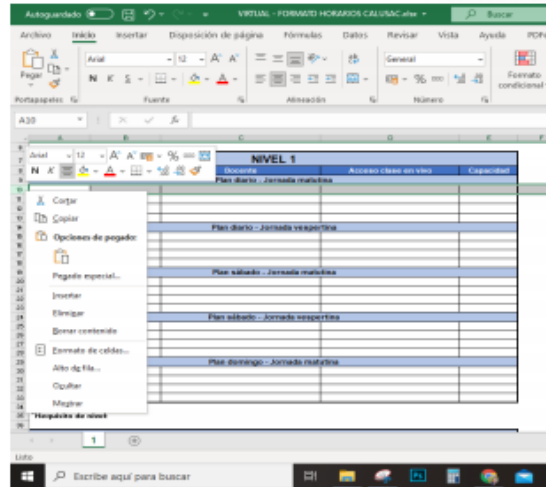 Autoguardado
VIRTUAL - FORMATO HORARIOS CALUSAC.xlsx
Buscar
Archivo Inicio Insertar Disposición de página Fórmulas Datos Revisar Vista Ayuda PDFe
Pegar
Arial 12
N K S
General
Formato
condicional
Portapapeles Fuente Alineación Número
A10
fx
A B C D E F
Arial 12
N K
NIVEL 1
Docente Acceso clase en vivo Capacidad
Plan diario - Jornada matutina
Cortar
Copiar
Opciones de pegado:
Pegado especial...
Insertar
Eliminar
Borrar contenido
Formato de celdas...
Alto de fila...
Ocultar
Mostrar
Plan diario - Jornada vespertina
Plan sábado - Jornada matutina
Plan sábado - Jornada vespertina
Plan domingo - Jornada matutina
Requisito de nivel
1
Listo
Escribe aquí para buscar